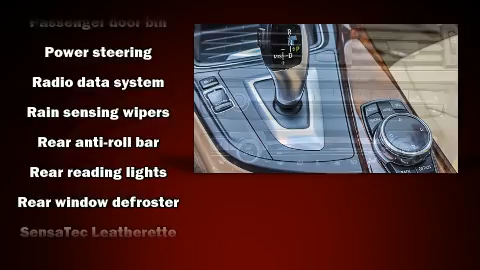 Passenger door bin
Power steering
Radio data system
Rain sensing wipers
Rear anti-roll bar
Rear reading lights
Rear window defroster
SensaTec Leatherette
R
N
D